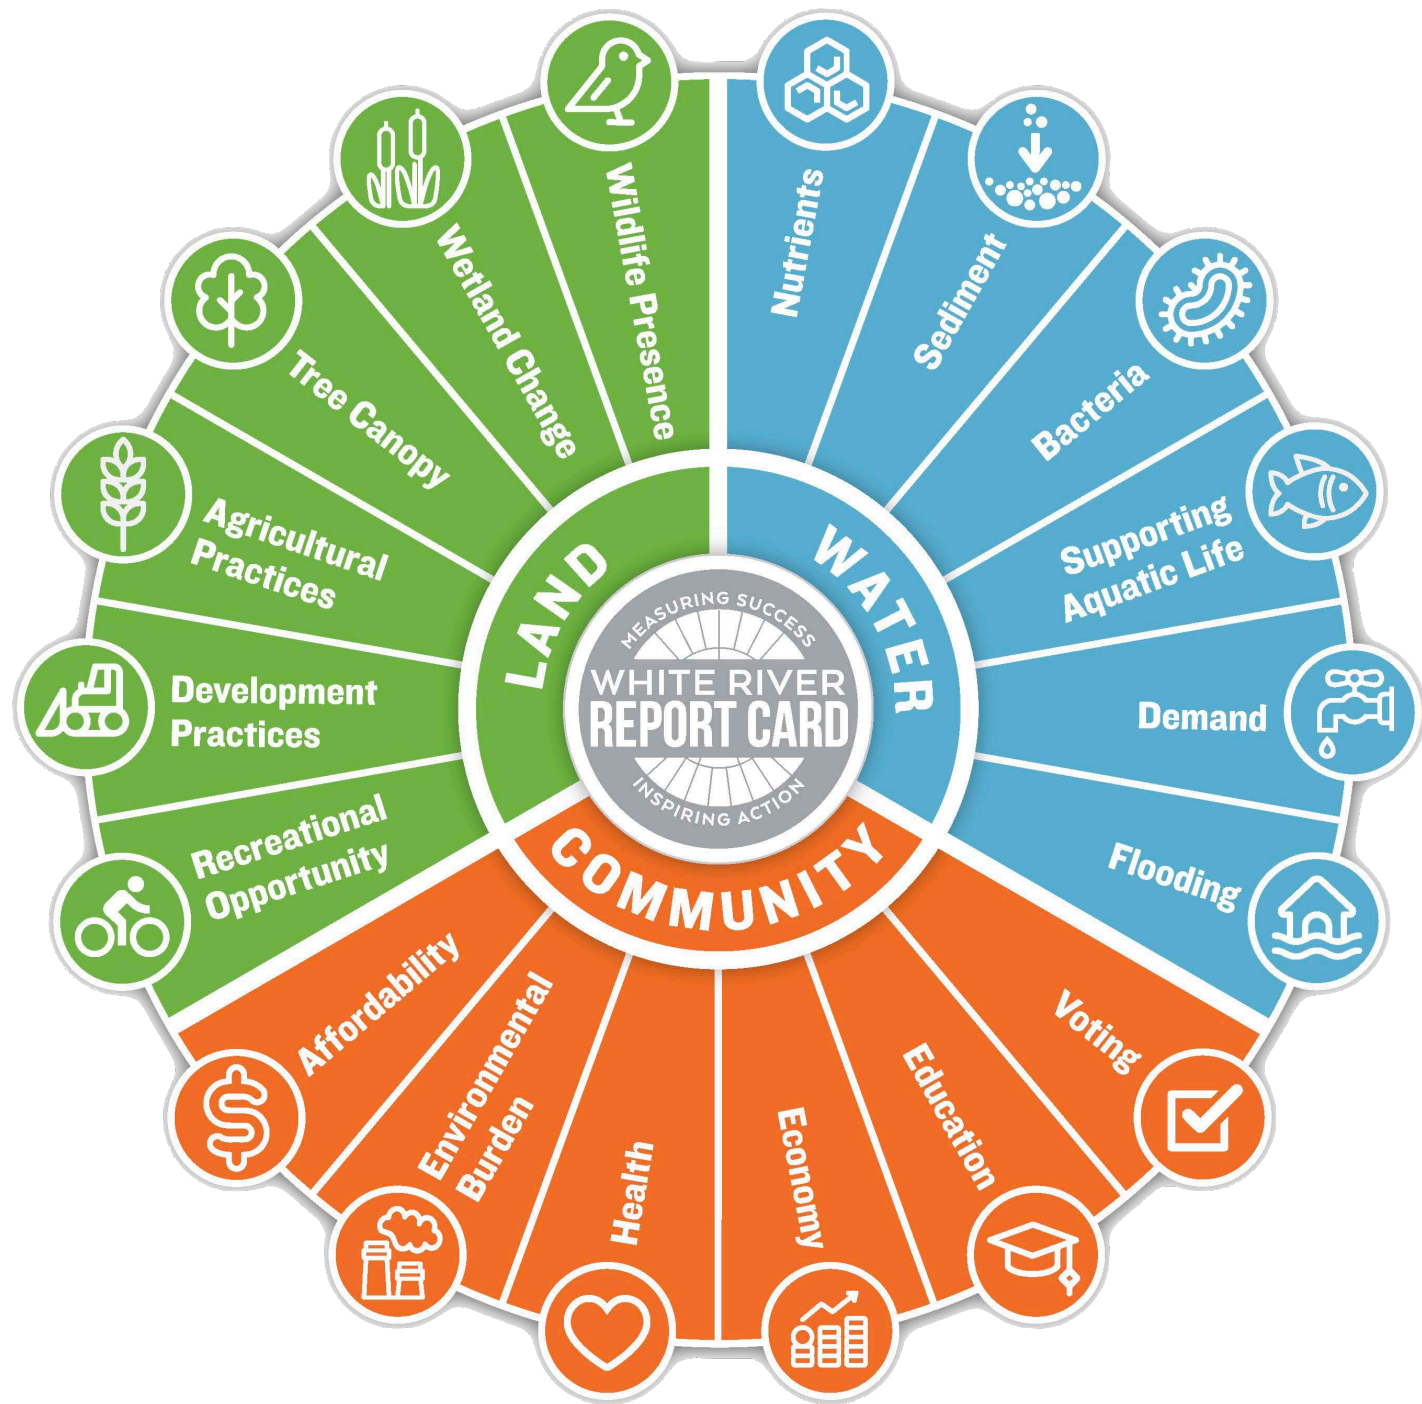 MEASURING SUCCESS
WHITE RIVER
REPORT CARD
INSPIRING ACTION
WATER
Nutrients
Sediment
Bacteria
Supporting
Aquatic Life
Demand
Flooding
COMMUNITY
Voting
Education
Economy
Health
Environmental
Burden
Affordability
LAND
Recreational
Opportunity
Development
Practices
Agricultural
Practices
Tree Canopy
Wetland Change
Wildlife Presence